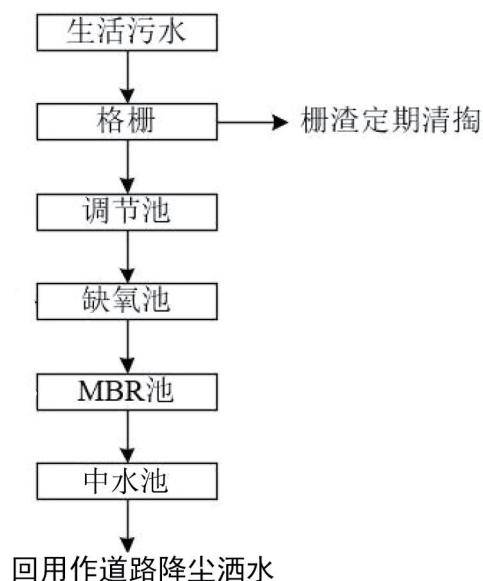 生活污水
格栅
栅渣定期清掏
调节池
缺氧池
MBR池
中水池
回用作道路降尘洒水